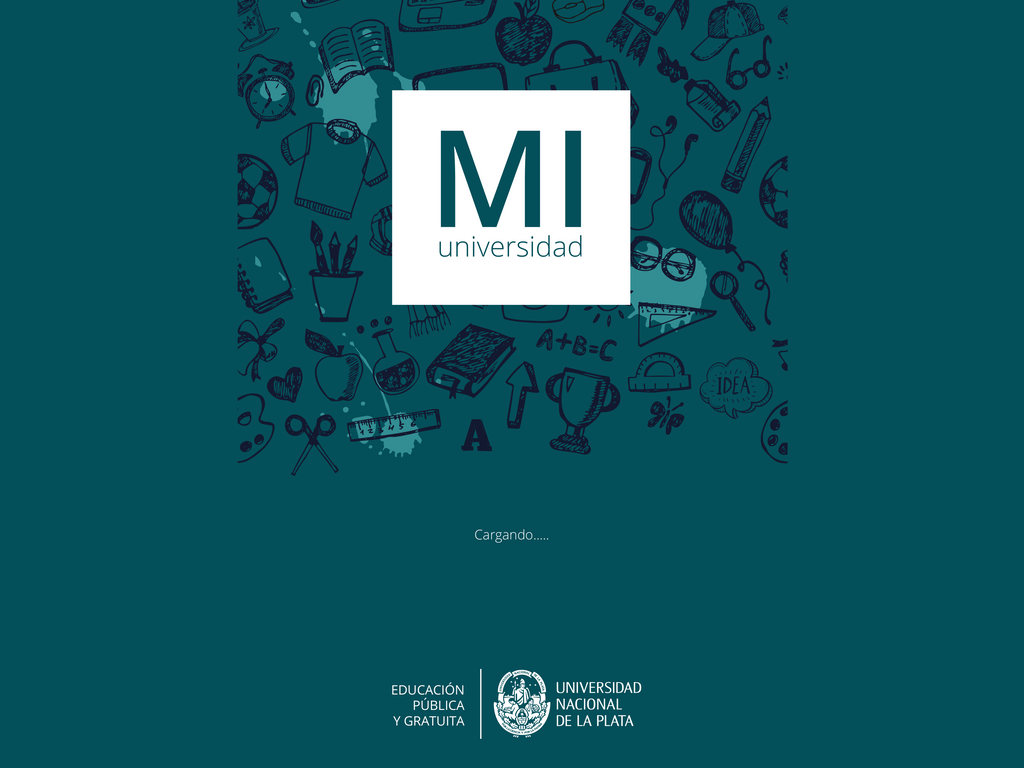 MI
universidad
A+B=C
IDEA
A
Cargando.....
EDUCACIÓN
PÚBLICA
Y GRATUITA
UNIVERSIDAD
NACIONAL
DE LA PLATA